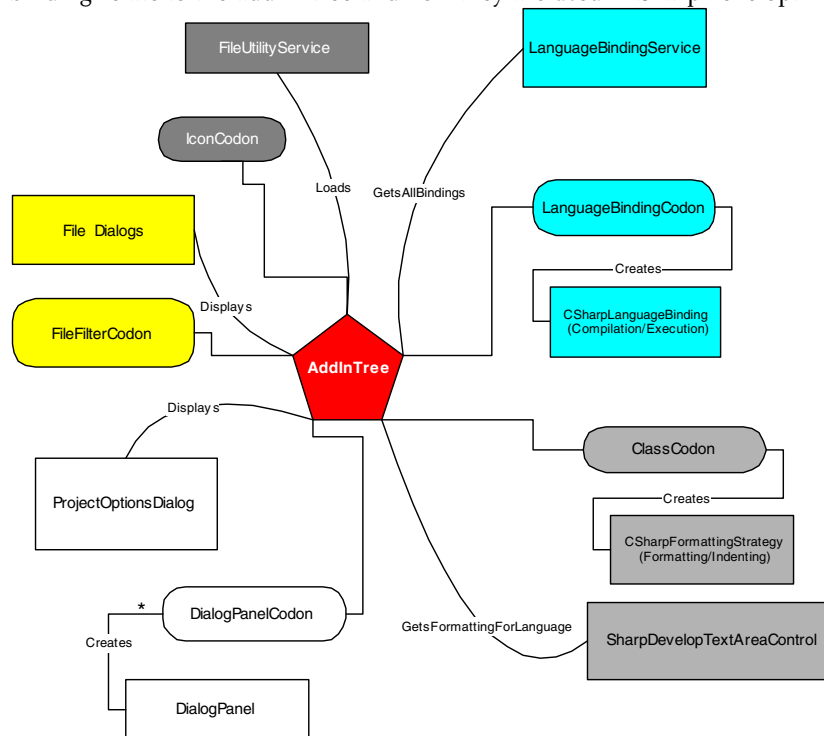 FileUtilityService
LanguageBindingService
IconCodon
Loads
GetsAllBindings
LanguageBindingCodon
File Dialogs
Creates
Displays
CSharpLanguageBinding
(Compilation/Execution)
FileFilterCodon
AddInTree
Displays
ClassCodon
ProjectOptionsDialog
Creates
CSharpFormattingStrategy
(Formatting/Indenting)
*
DialogPanelCodon
GetsFormattingForLanguage
Creates
SharpDevelopTextAreaControl
DialogPanel